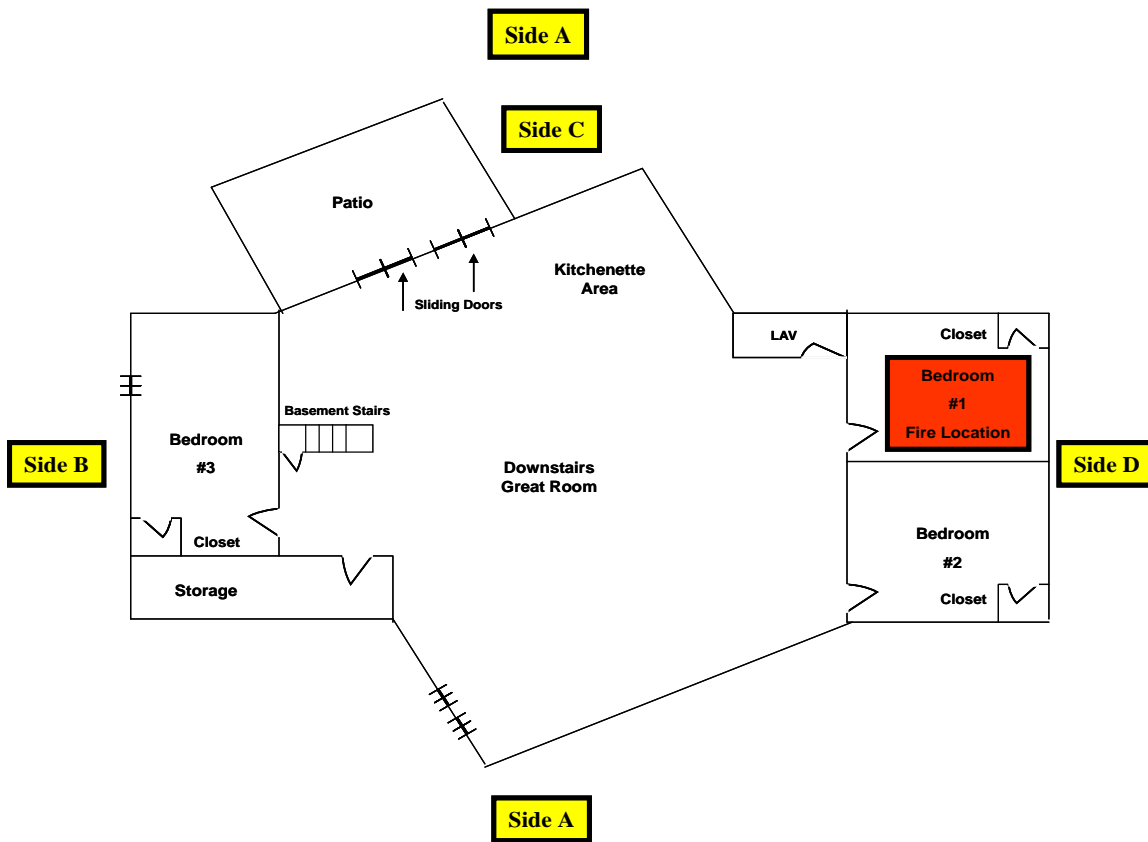 Side A
Side C
Patio
Kitchenette
Area
Sliding Doors
LAV
Closet
Bedroom
#1
Fire Location
Basement Stairs
Bedroom
#3
Side B
Downstairs
Great Room
Side D
Bedroom
#2
Closet
Closet
Storage
Side A